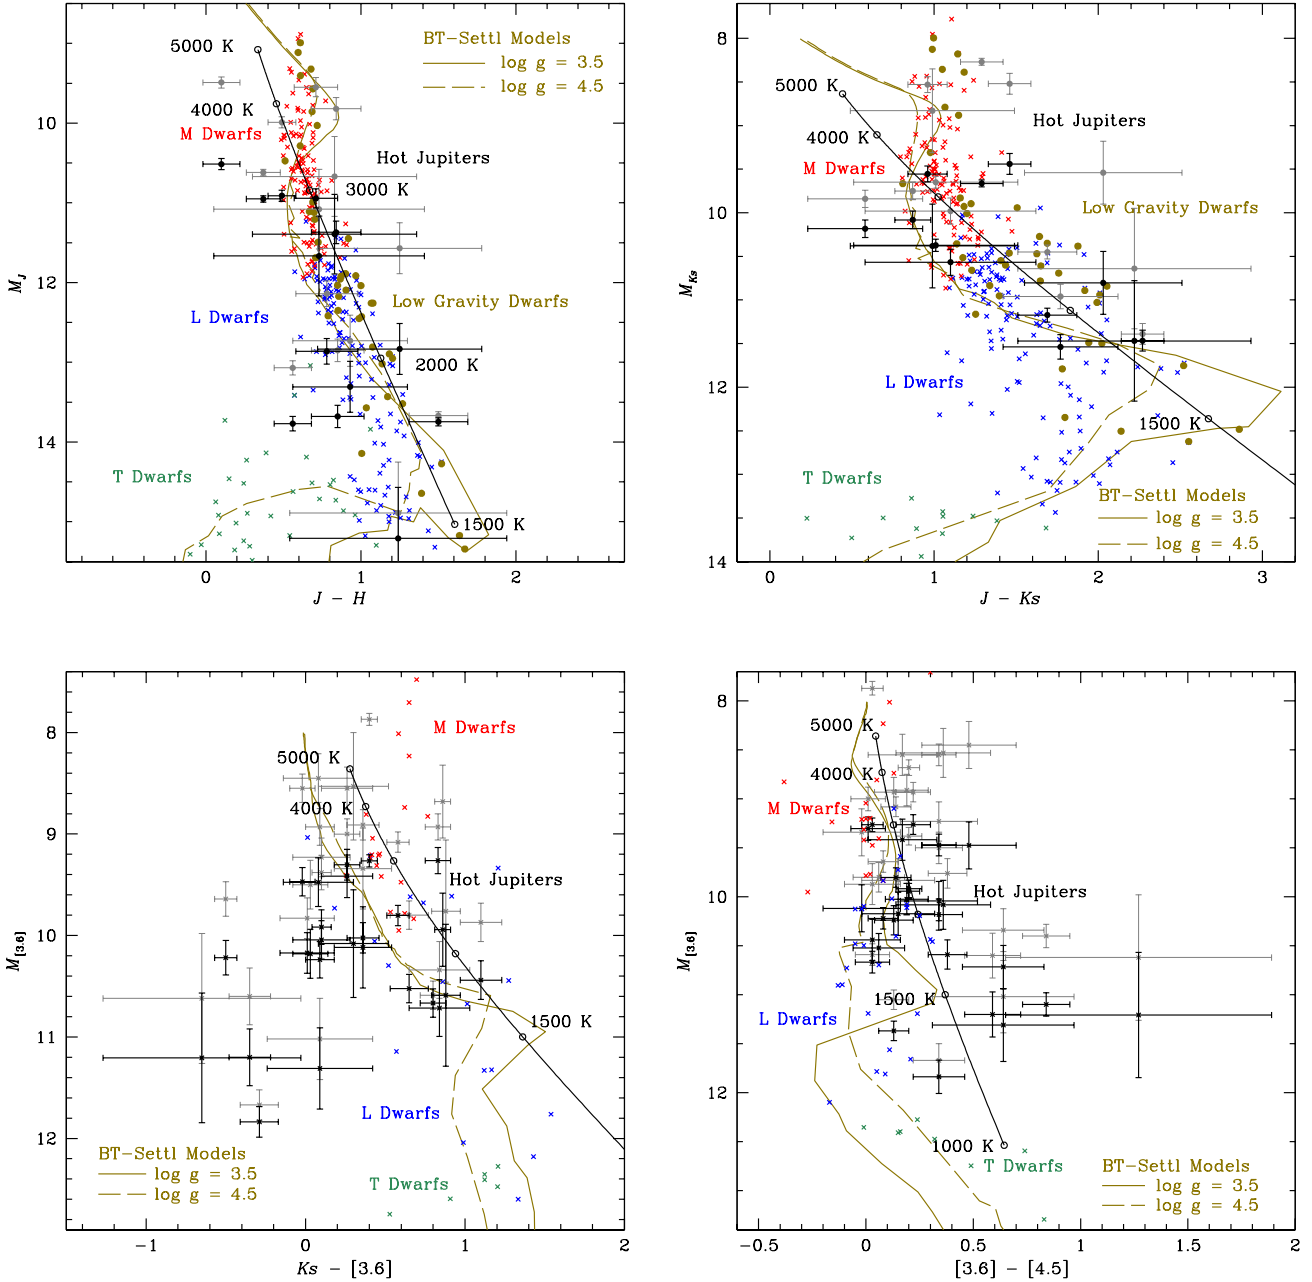 5000 K
BT-Settl Models
log g = 3.5
log g = 4.5
4000 K
10
M Dwarfs
Hot Jupiters
3000 K
M_J
12
Low Gravity Dwarfs
L Dwarfs
2000 K
14
T Dwarfs
1500 K
0 1 2
J − H
8
5000 K
4000 K
Hot Jupiters
M Dwarfs
10
Low Gravity Dwarfs
M_Ks
L Dwarfs
12
1500 K
T Dwarfs
BT-Settl Models
log g = 3.5
log g = 4.5
14
0 1 2 3
J − Ks
8
M Dwarfs
5000 K
4000 K
9
Hot Jupiters
10
M_[3.6]
1500 K
11
L Dwarfs
12
BT-Settl Models
log g = 3.5
log g = 4.5
T Dwarfs
−1 0 1 2
Ks − [3.6]
8
5000 K
4000 K
M Dwarfs
Hot Jupiters
10
M_[3.6]
1500 K
L Dwarfs
12
1000 K
T Dwarfs
BT-Settl Models
log g = 3.5
log g = 4.5
−0.5 0 0.5 1 1.5 2
[3.6] − [4.5]